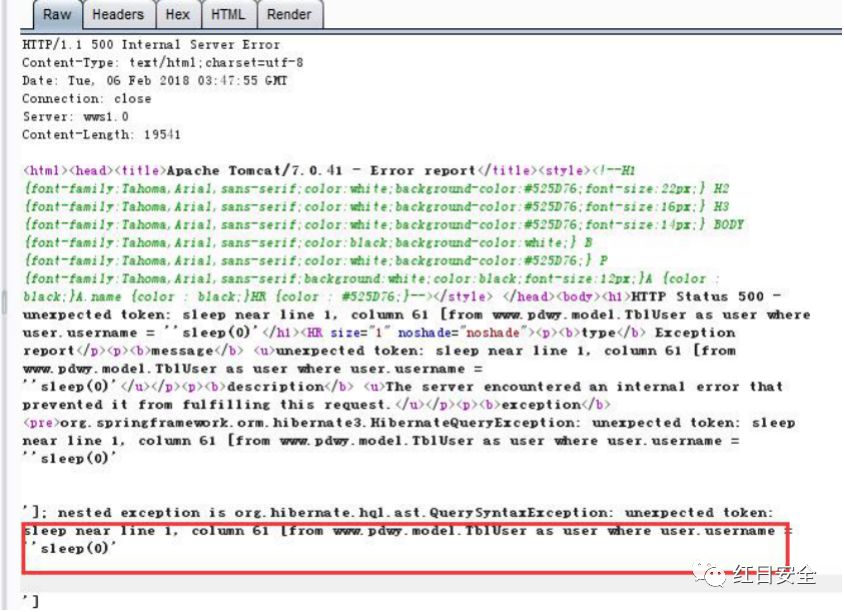 Raw Headers Hex HTML Render
HTTP/1.1 500 Internal Server Error
Content-Type: text/html;charset=utf-8
Date: Tue, 06 Feb 2018 03:47:55 GMT
Connection: close
Server: wws1.0
Content-Length: 19541
<html><head><title>Apache Tomcat/7.0.41 - Error report</title><style><!--H1
{font-family:Tahoma,Arial,sans-serif;color:white;background-color:#525D76;font-size:22px;} H2
{font-family:Tahoma,Arial,sans-serif;color:white;background-color:#525D76;font-size:16px;} H3
{font-family:Tahoma,Arial,sans-serif;color:white;background-color:#525D76;font-size:14px;} BODY
{font-family:Tahoma,Arial,sans-serif;color:black;background-color:white;} B
{font-family:Tahoma,Arial,sans-serif;color:white;background-color:#525D76;} P
{font-family:Tahoma,Arial,sans-serif;background:white;color:black;font-size:12px;}A {color :
black;}A.name {color : black;}HR {color : #525D76;}--></style> </head><body><h1>HTTP Status 500 -
unexpected token: sleep near line 1, column 61 [from www.pdwy.model.TblUser as user where
user.username = ''sleep(0)'</h1><HR size="1" noshade="noshade"><p><b>type</b> Exception
report</p><p><b>message</b> <u>unexpected token: sleep near line 1, column 61 [from
www.pdwy.model.TblUser as user where user.username =
''sleep(0)'</u></p><p><b>description</b> <u>The server encountered an internal error that
prevented it from fulfilling this request.</u></p><p><b>exception</b>
<pre>org.springframework.orm.hibernate3.HibernateQueryException: unexpected token: sleep
near line 1, column 61 [from www.pdwy.model.TblUser as user where user.username =
''sleep(0)'
']; nested exception is org.hibernate.hql.ast.QuerySyntaxException: unexpected token:
sleep near line 1, column 61 [from www.pdwy.model.TblUser as user where user.username =
''sleep(0)'
红日安全
']